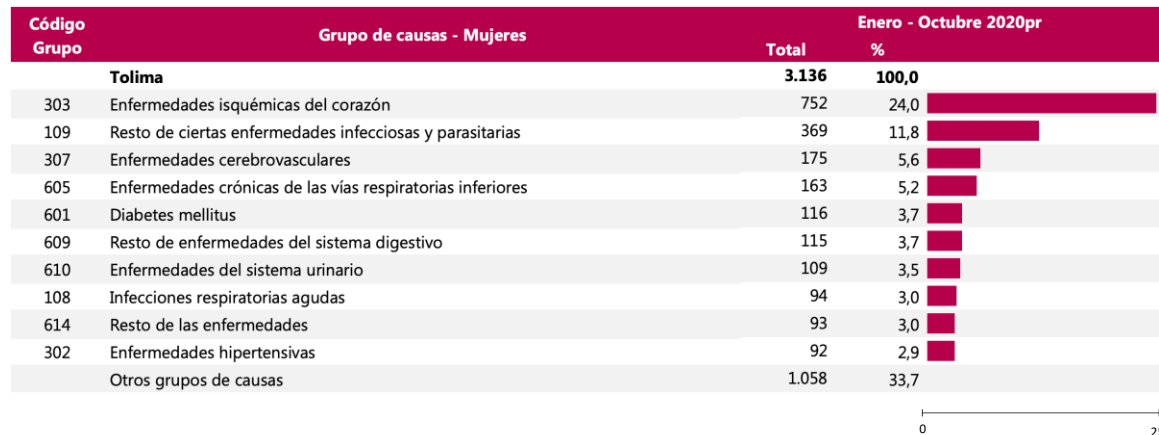 Código Grupo Grupo de causas - Mujeres Enero - Octubre 2020pr
Total %
Tolima 3.136 100,0
303 Enfermedades isquémicas del corazón 752 24,0
109 Resto de ciertas enfermedades infecciosas y parasitarias 369 11,8
307 Enfermedades cerebrovasculares 175 5,6
605 Enfermedades crónicas de las vías respiratorias inferiores 163 5,2
601 Diabetes mellitus 116 3,7
609 Resto de enfermedades del sistema digestivo 115 3,7
610 Enfermedades del sistema urinario 109 3,5
108 Infecciones respiratorias agudas 94 3,0
614 Resto de las enfermedades 93 3,0
302 Enfermedades hipertensivas 92 2,9
Otros grupos de causas 1.058 33,7
0